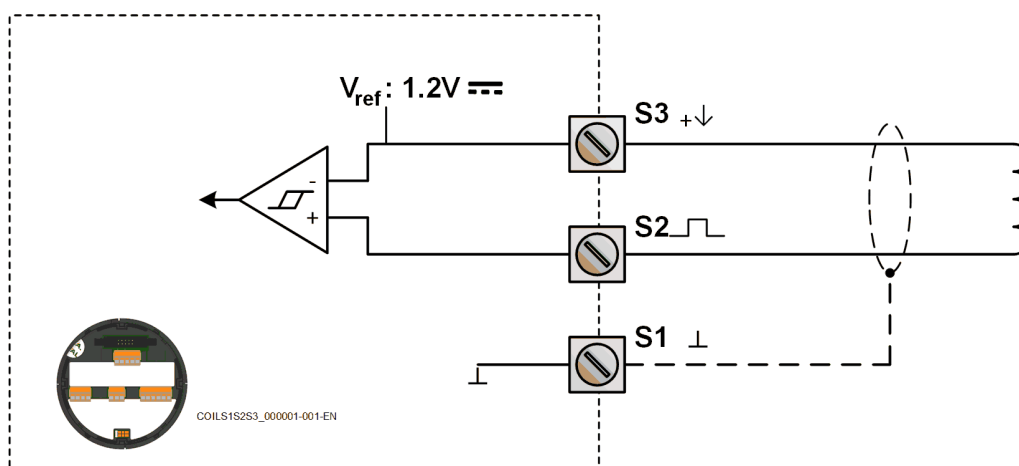 Vref: 1.2V
S3 +
-
+
S2
S1
COILS1S2S3_000001-001-EN